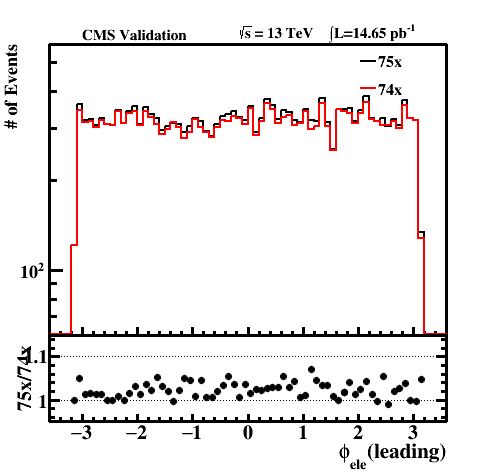 CMS Validation √s = 13 TeV ∫L=14.65 pb⁻¹
75x
74x
# of Events
10²
75x/74x
1.1
1
−3 −2 −1 0 1 2 3
ϕ_ele(leading)